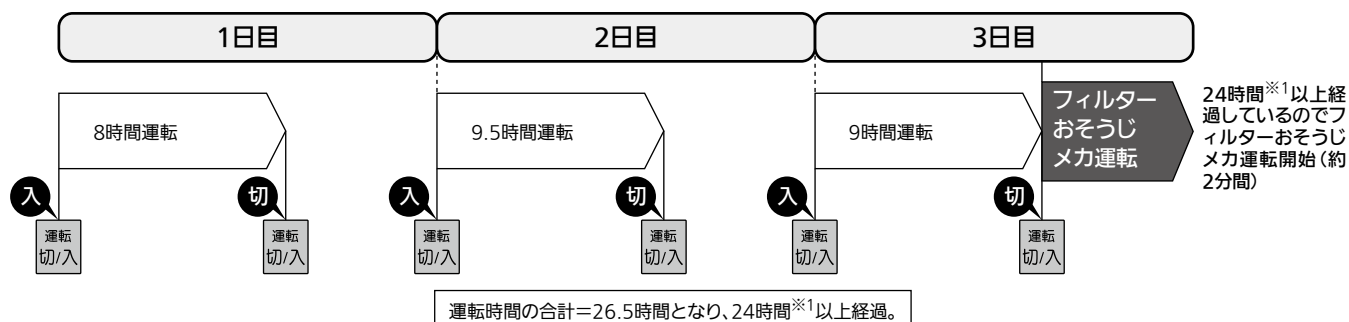 1日目
2日目
3日目
8時間運転
9.5時間運転
9時間運転
フィルター
おそうじ
メカ運転
24時間※1以上経
過しているのでフ
ィルターおそうじ
メカ運転開始(約
2分間)
入
切
入
切
入
切
運転
切/入
運転
切/入
運転
切/入
運転
切/入
運転
切/入
運転
切/入
運転時間の合計=26.5時間となり、24時間※1以上経過。